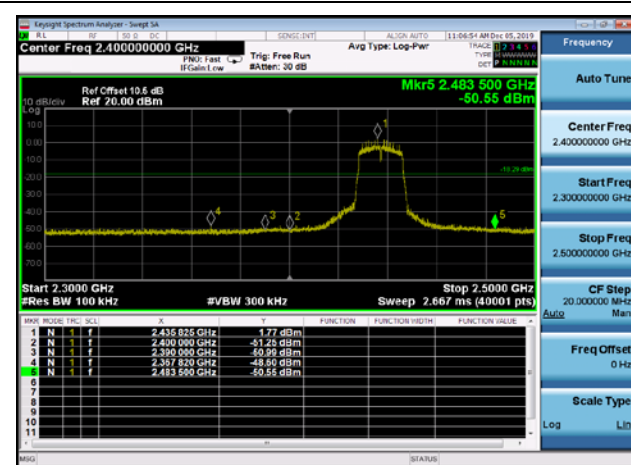 Keysight Spectrum Analyzer - Swept SA
RL RF 50 Ω DC SENSE:INT ALIGN AUTO 11:06:54 AM Dec 05, 2019
Center Freq 2.400000000 GHz
PNO: Fast Trig: Free Run Avg Type: Log-Pwr TRACE 1 2 3 4 5 6
IFGain:Low #Atten: 30 dB TYPE
DET P N N N N N
Ref Offset 10.6 dB Mkr5 2.483 500 GHz
10 dB/div Ref 20.00 dBm -50.55 dBm
Log
10.0
0.00
-10.0
-20.0
-30.0
-40.0
-50.0
-60.0
-70.0
1
2
3
4
5
Start 2.3000 GHz Stop 2.5000 GHz
#Res BW 100 kHz #VBW 300 kHz Sweep 2.667 ms (40001 pts)
MKR MODE TRC SCL X Y FUNCTION FUNCTION WIDTH FUNCTION VALUE
1 N 1 f 2.435 825 GHz 1.77 dBm
2 N 1 f 2.400 000 GHz -51.25 dBm
3 N 1 f 2.390 000 GHz -50.99 dBm
4 N 1 f 2.357 820 GHz -48.60 dBm
5 N 1 f 2.483 500 GHz -50.55 dBm
6
7
8
9
10
11
MSG STATUS
Frequency
Auto Tune
Center Freq
2.400000000 GHz
Start Freq
2.300000000 GHz
Stop Freq
2.500000000 GHz
CF Step
20.000000 MHz
Auto Man
Freq Offset
0 Hz
Scale Type
Log Lin